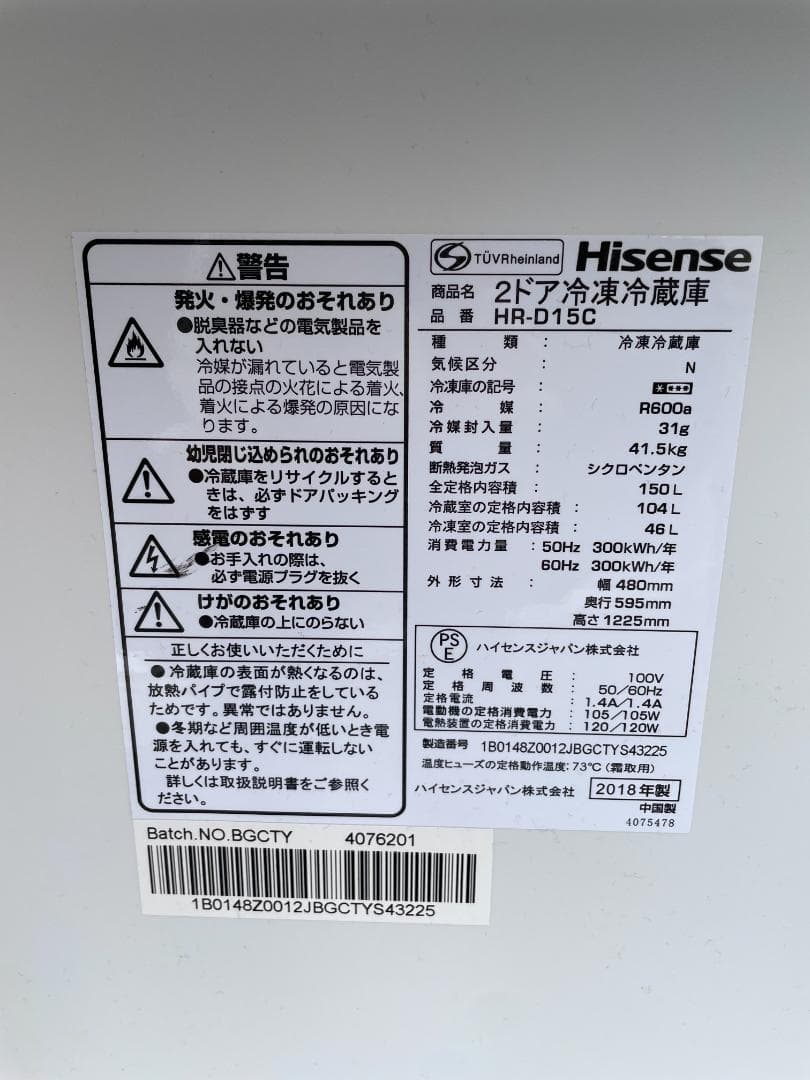 ⚠警告
発火・爆発のおそれあり
●脱臭器などの電気製品を
入れない
冷媒が漏れていると電気製
品の接点の火花による着火、
着火による爆発の原因にな
ります。
幼児閉じ込められのおそれあり
●冷蔵庫をリサイクルすると
きは、必ずドアパッキング
をはずす
感電のおそれあり
●お手入れの際は、
必ず電源プラグを抜く
けがのおそれあり
●冷蔵庫の上にのらない
正しくお使いいただくために
●冷蔵庫の表面が熱くなるのは、
放熱パイプで露付防止をしている
ためです。異常ではありません。
●冬期など周囲温度が低いとき電
源を入れても、すぐに運転しない
ことがあります。
詳しくは取扱説明書をご参照く
ださい。
TÜVRheinland Hisense
商品名 2ドア冷凍冷蔵庫
品番 HR-D15C
種類 : 冷凍冷蔵庫
気候区分 : N
冷凍庫の記号 : ****
冷媒 : R600a
冷媒封入量 : 31g
質量 : 41.5kg
断熱発泡ガス : シクロペンタン
全定格内容積 : 150L
冷蔵室の定格内容積 : 104L
冷凍室の定格内容積 : 46L
消費電力量 : 50Hz 300kWh/年
60Hz 300kWh/年
外形寸法 : 幅 480mm
奥行 595mm
高さ 1225mm
PSE ハイセンスジャパン株式会社
定格電圧 : 100V
定格周波数 : 50/60Hz
定格電流 : 1.4A/1.4A
電動機の定格消費電力 : 105/105W
電熱装置の定格消費電力 : 120/120W
製造番号 1B0148Z0012JBGCTYS43225
温度ヒューズの定格動作温度:73℃(霜取用)
ハイセンスジャパン株式会社 2018年製
中国製
4075478
Batch.NO.BGCTY 4076201
1B0148Z0012JBGCTYS43225